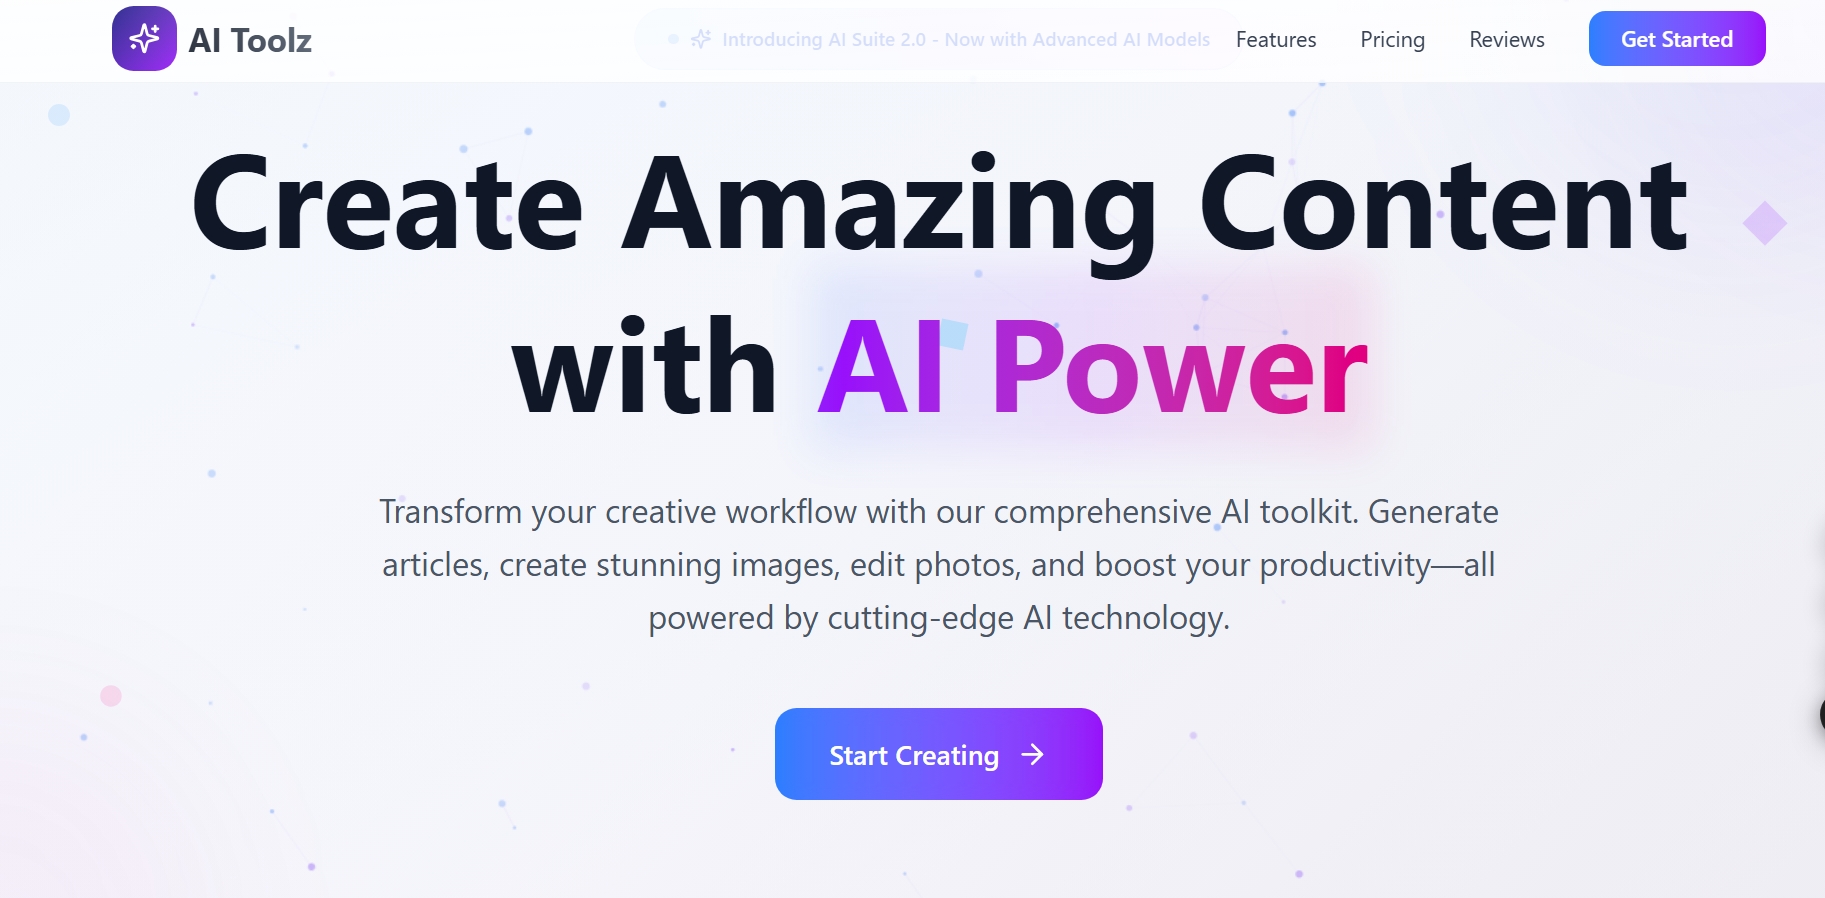 AI Toolz
Introducing AI Suite 2.0 - Now with Advanced AI Models
Features
Pricing
Reviews
Get Started
Create Amazing Content
with AI Power
Transform your creative workflow with our comprehensive AI toolkit. Generate
articles, create stunning images, edit photos, and boost your productivity—all
powered by cutting-edge AI technology.
Start Creating